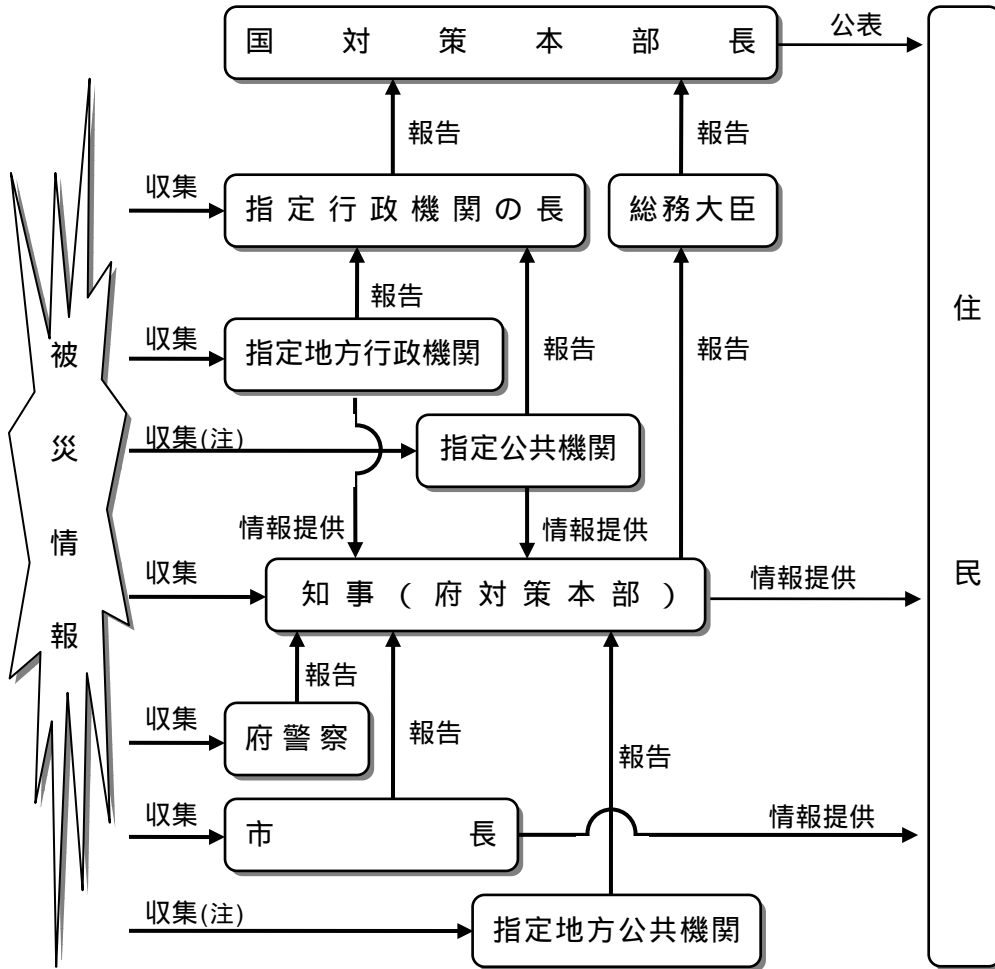 国対策本部長
公表
報告
報告
収集
指定行政機関の長
総務大臣
報告
収集
指定地方行政機関
報告
報告
収集(注)
指定公共機関
情報提供
情報提供
収集
知事(府対策本部)
情報提供
報告
収集
府警察
報告
報告
収集
市長
情報提供
収集(注)
指定地方公共機関
被災情報
住民